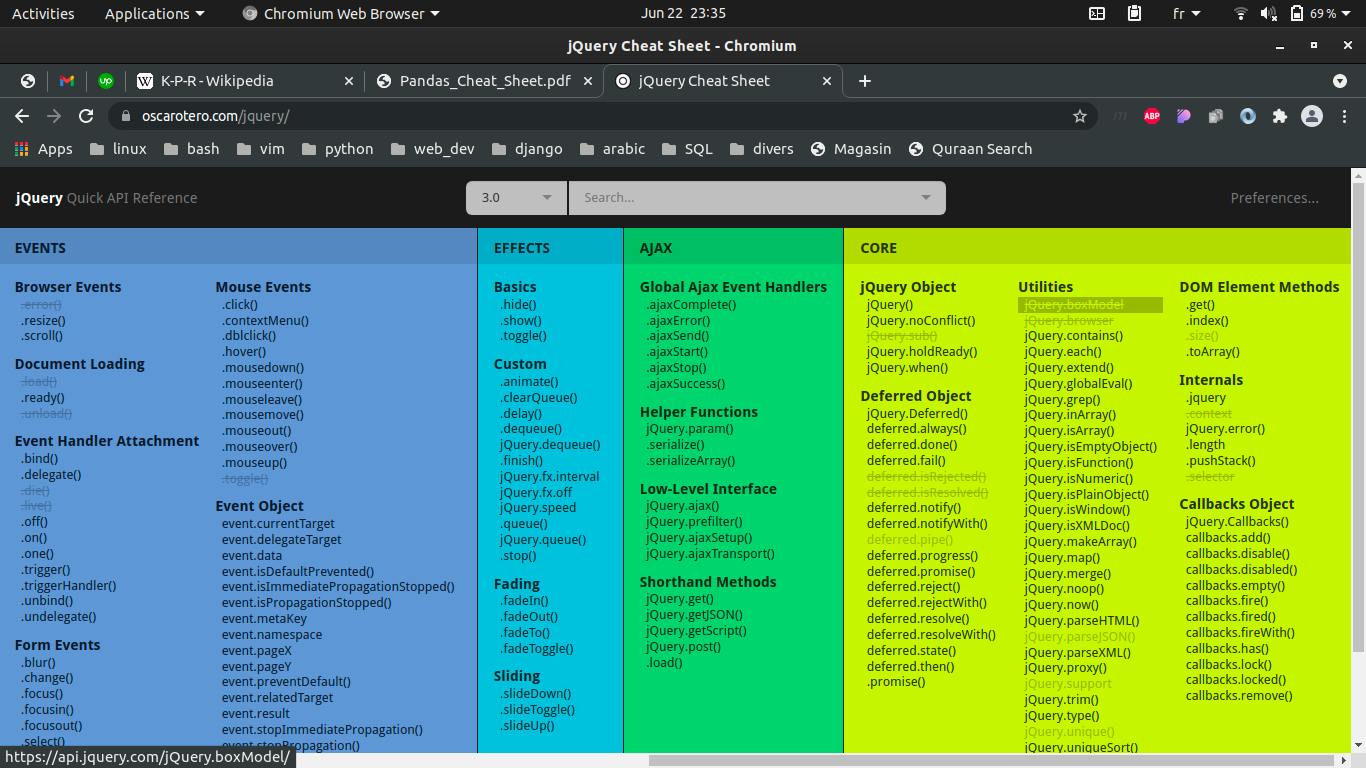 Activities Applications Chromium Web Browser Jun 22 23:35 fr 69 %
jQuery Cheat Sheet - Chromium
up W K-P-R - Wikipedia Pandas_Cheat_Sheet.pdf jQuery Cheat Sheet
oscarotero.com/jquery/ m ABP
Apps linux bash vim python web_dev django arabic SQL divers Magasin Quraan Search
jQuery Quick API Reference 3.0 Search... Preferences...
EVENTS
Browser Events
.error()
.resize()
.scroll()
Document Loading
.load()
.ready()
.unload()
Event Handler Attachment
.bind()
.delegate()
.die()
.live()
.off()
.on()
.one()
.trigger()
.triggerHandler()
.unbind()
.undelegate()
Form Events
.blur()
.change()
.focus()
.focusin()
.focusout()
.select()
Mouse Events
.click()
.contextMenu()
.dblclick()
.hover()
.mousedown()
.mouseenter()
.mouseleave()
.mousemove()
.mouseout()
.mouseover()
.mouseup()
.toggle()
Event Object
event.currentTarget
event.delegateTarget
event.data
event.isDefaultPrevented()
event.isImmediatePropagationStopped()
event.isPropagationStopped()
event.metaKey
event.namespace
event.pageX
event.pageY
event.preventDefault()
event.relatedTarget
event.result
event.stopImmediatePropagation()
event.stopPropagation()
EFFECTS
Basics
.hide()
.show()
.toggle()
Custom
.animate()
.clearQueue()
.delay()
.dequeue()
jQuery.dequeue()
.finish()
jQuery.fx.interval
jQuery.fx.off
jQuery.speed
.queue()
jQuery.queue()
.stop()
Fading
.fadeIn()
.fadeOut()
.fadeTo()
.fadeToggle()
Sliding
.slideDown()
.slideToggle()
.slideUp()
AJAX
Global Ajax Event Handlers
.ajaxComplete()
.ajaxError()
.ajaxSend()
.ajaxStart()
.ajaxStop()
.ajaxSuccess()
Helper Functions
jQuery.param()
.serialize()
.serializeArray()
Low-Level Interface
jQuery.ajax()
jQuery.prefilter()
jQuery.ajaxSetup()
jQuery.ajaxTransport()
Shorthand Methods
jQuery.get()
jQuery.getJSON()
jQuery.getScript()
jQuery.post()
.load()
CORE
jQuery Object
jQuery()
jQuery.noConflict()
jQuery.sub()
jQuery.holdReady()
jQuery.when()
Deferred Object
jQuery.Deferred()
deferred.always()
deferred.done()
deferred.fail()
deferred.isRejected()
deferred.isResolved()
deferred.notify()
deferred.notifyWith()
deferred.pipe()
deferred.progress()
deferred.promise()
deferred.reject()
deferred.rejectWith()
deferred.resolve()
deferred.resolveWith()
deferred.state()
deferred.then()
.promise()
Utilities
jQuery.boxModel
jQuery.browser
jQuery.contains()
jQuery.each()
jQuery.extend()
jQuery.globalEval()
jQuery.grep()
jQuery.inArray()
jQuery.isArray()
jQuery.isEmptyObject()
jQuery.isFunction()
jQuery.isNumeric()
jQuery.isPlainObject()
jQuery.isWindow()
jQuery.isXMLDoc()
jQuery.makeArray()
jQuery.map()
jQuery.merge()
jQuery.noop()
jQuery.now()
jQuery.parseHTML()
jQuery.parseJSON()
jQuery.parseXML()
jQuery.proxy()
jQuery.support
jQuery.trim()
jQuery.type()
jQuery.unique()
jQuery.uniqueSort()
DOM Element Methods
.get()
.index()
.size()
.toArray()
Internals
.jquery
.context
jQuery.error()
.length
.pushStack()
.selector
Callbacks Object
jQuery.Callbacks()
callbacks.add()
callbacks.disable()
callbacks.disabled()
callbacks.empty()
callbacks.fire()
callbacks.fired()
callbacks.fireWith()
callbacks.has()
callbacks.lock()
callbacks.locked()
callbacks.remove()
https://api.jquery.com/jQuery.boxModel/